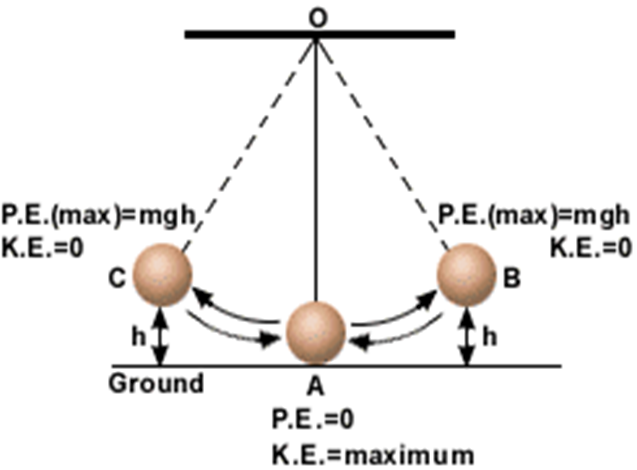 O
P.E.(max)=mgh
K.E.=0
P.E.(max)=mgh
K.E.=0
C
B
h
h
Ground
A
P.E.=0
K.E.=maximum